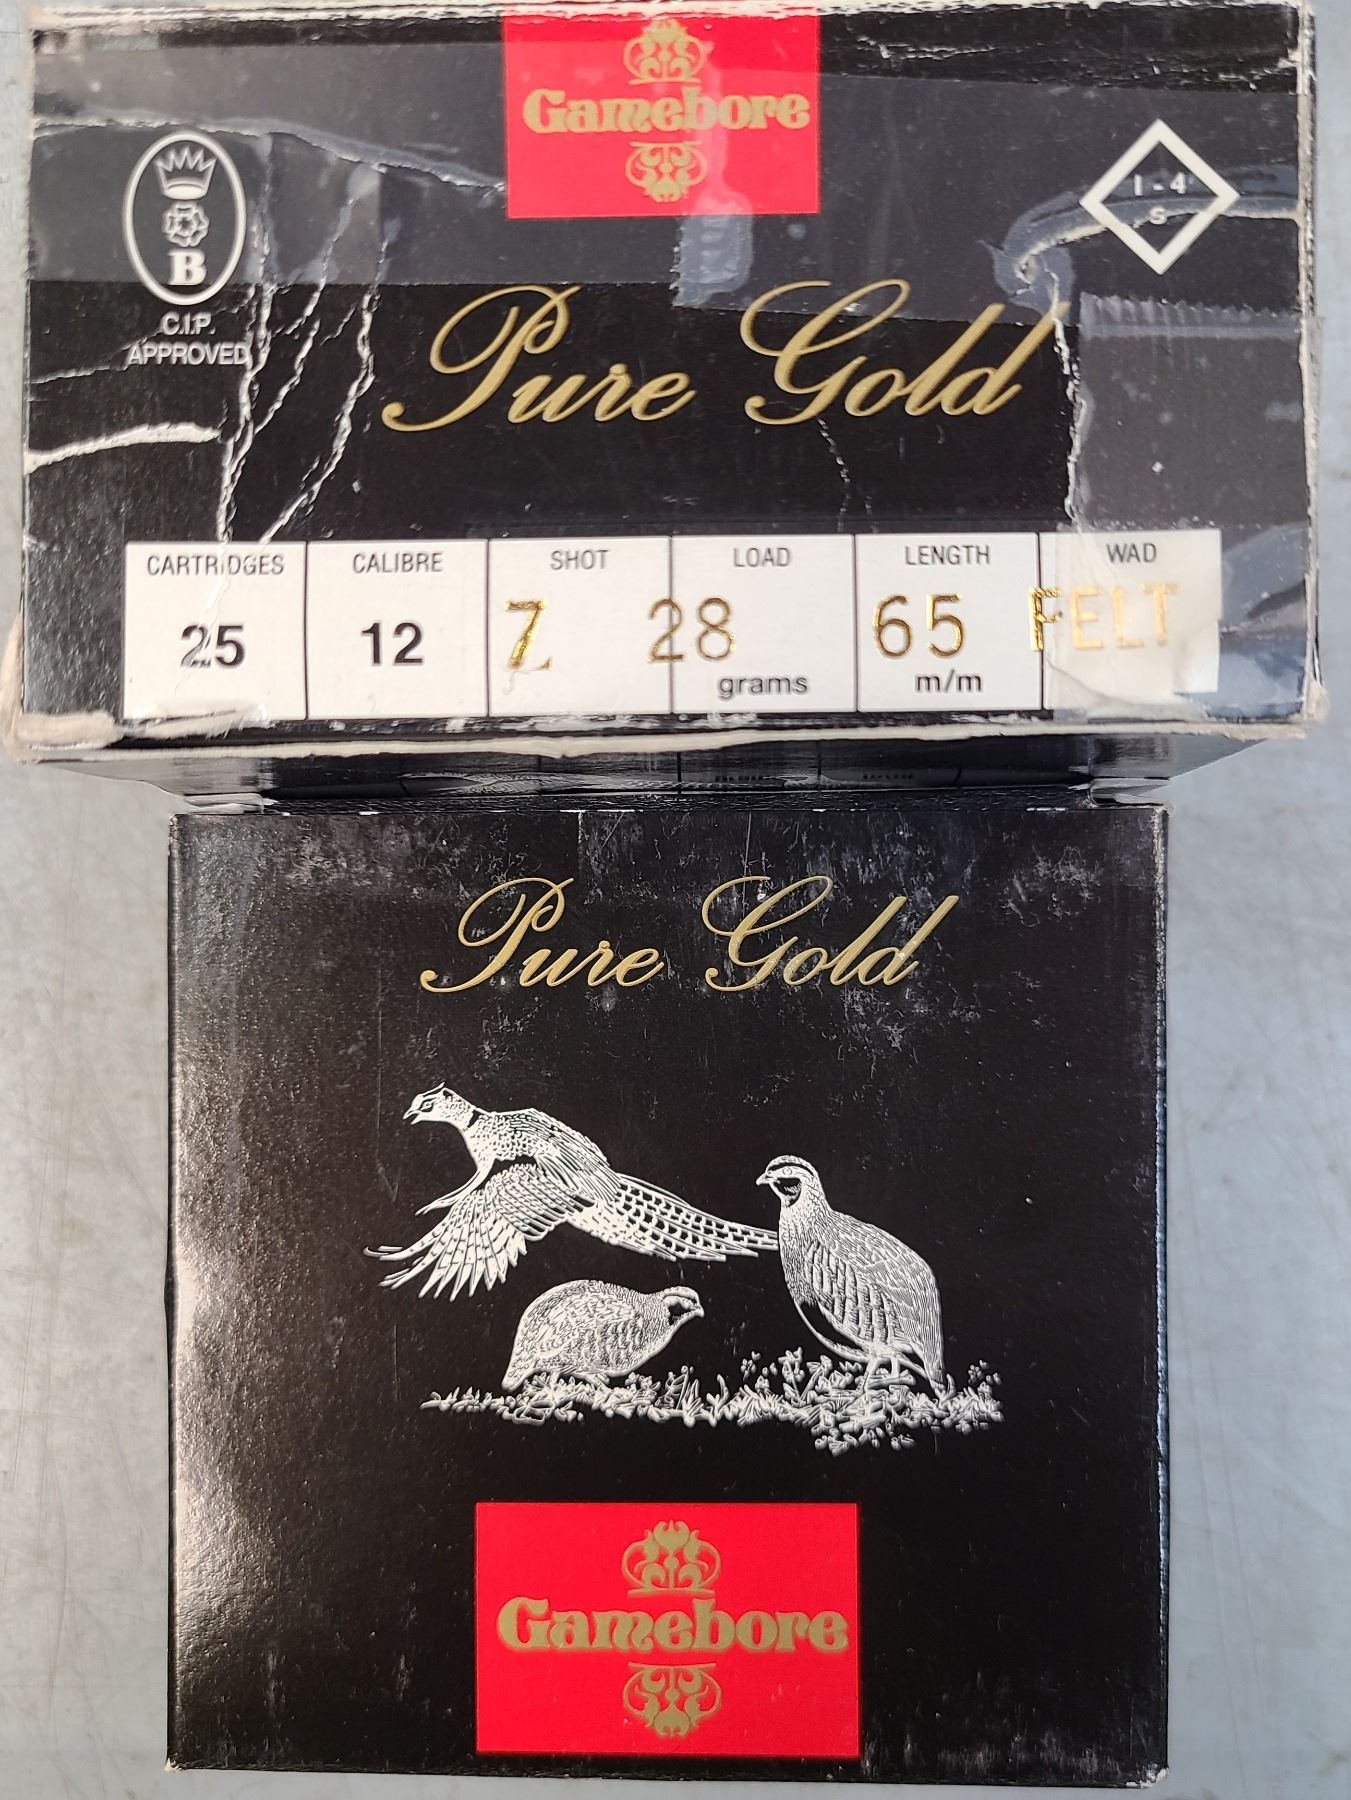 Gamebore
B
C.I.P.
APPROVED
1 - 4
S
Pure Gold
CARTRIDGES CALIBRE SHOT LOAD LENGTH WAD
25 12 7 28 65 FELT
grams m/m
Pure Gold
Gamebore